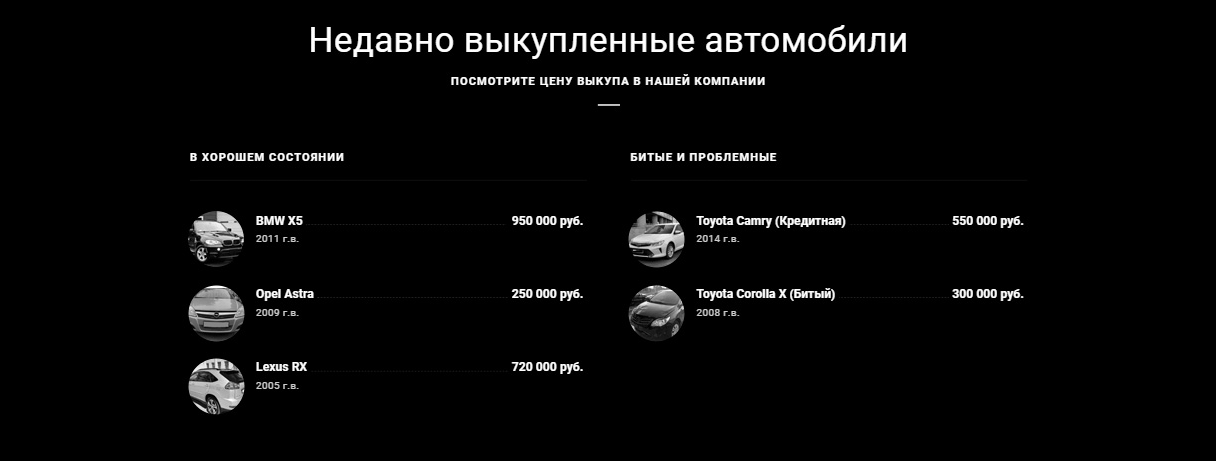 Недавно выкупленные автомобили
ПОСМОТРИТЕ ЦЕНУ ВЫКУПА В НАШЕЙ КОМПАНИИ
В ХОРОШЕМ СОСТОЯНИИ
BMW X5 950 000 руб.
2011 г.в.
Opel Astra 250 000 руб.
2009 г.в.
Lexus RX 720 000 руб.
2005 г.в.
БИТЫЕ И ПРОБЛЕМНЫЕ
Toyota Camry (Кредитная) 550 000 руб.
2014 г.в.
Toyota Corolla X (Битый) 300 000 руб.
2008 г.в.